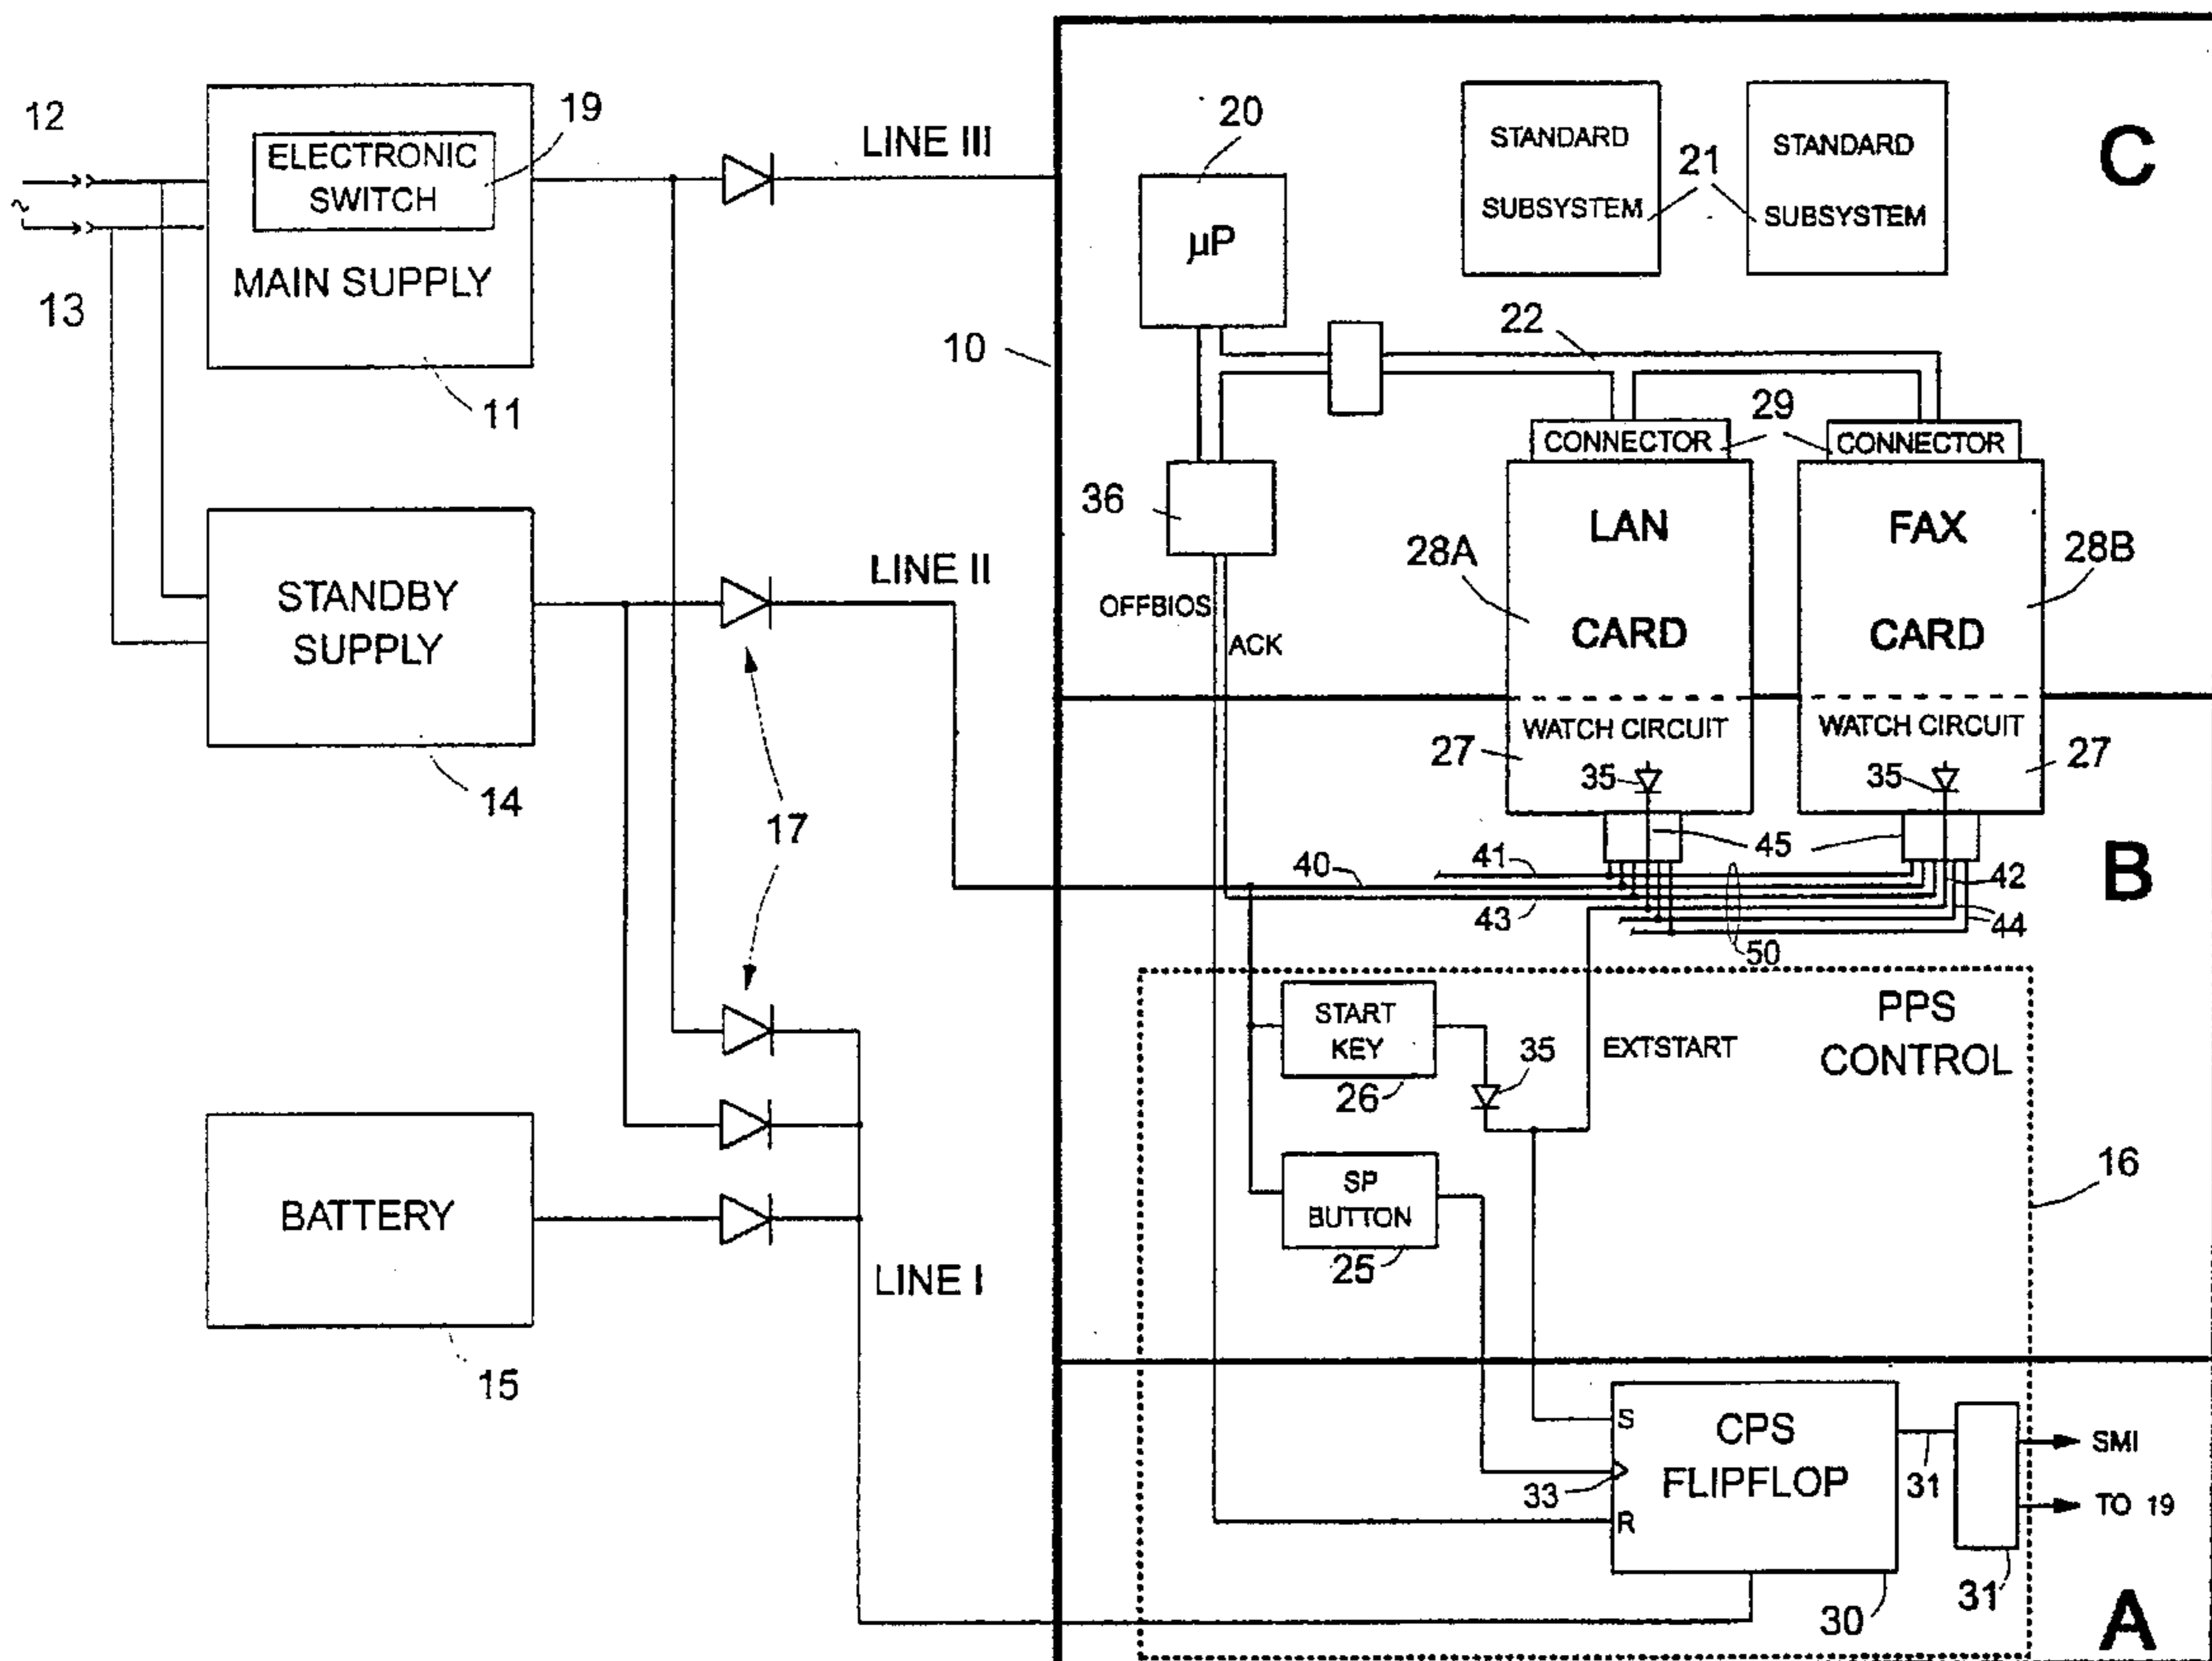 12
13
ELECTRONIC
SWITCH
19
MAIN SUPPLY
11
LINE III
STANDBY
SUPPLY
14
LINE II
17
BATTERY
15
LINE I
10
20
µP
STANDARD
SUBSYSTEM
21
STANDARD
SUBSYSTEM
C
22
29
CONNECTOR
CONNECTOR
36
LAN
CARD
28A
FAX
CARD
28B
OFFBIOS
ACK
WATCH CIRCUIT
27
35
WATCH CIRCUIT
27
35
45
41
40
42
43
44
50
B
PPS
CONTROL
START
KEY
26
35
EXTSTART
SP
BUTTON
25
16
S
CPS
FLIPFLOP
33
R
31
SMI
TO 19
31
30
A